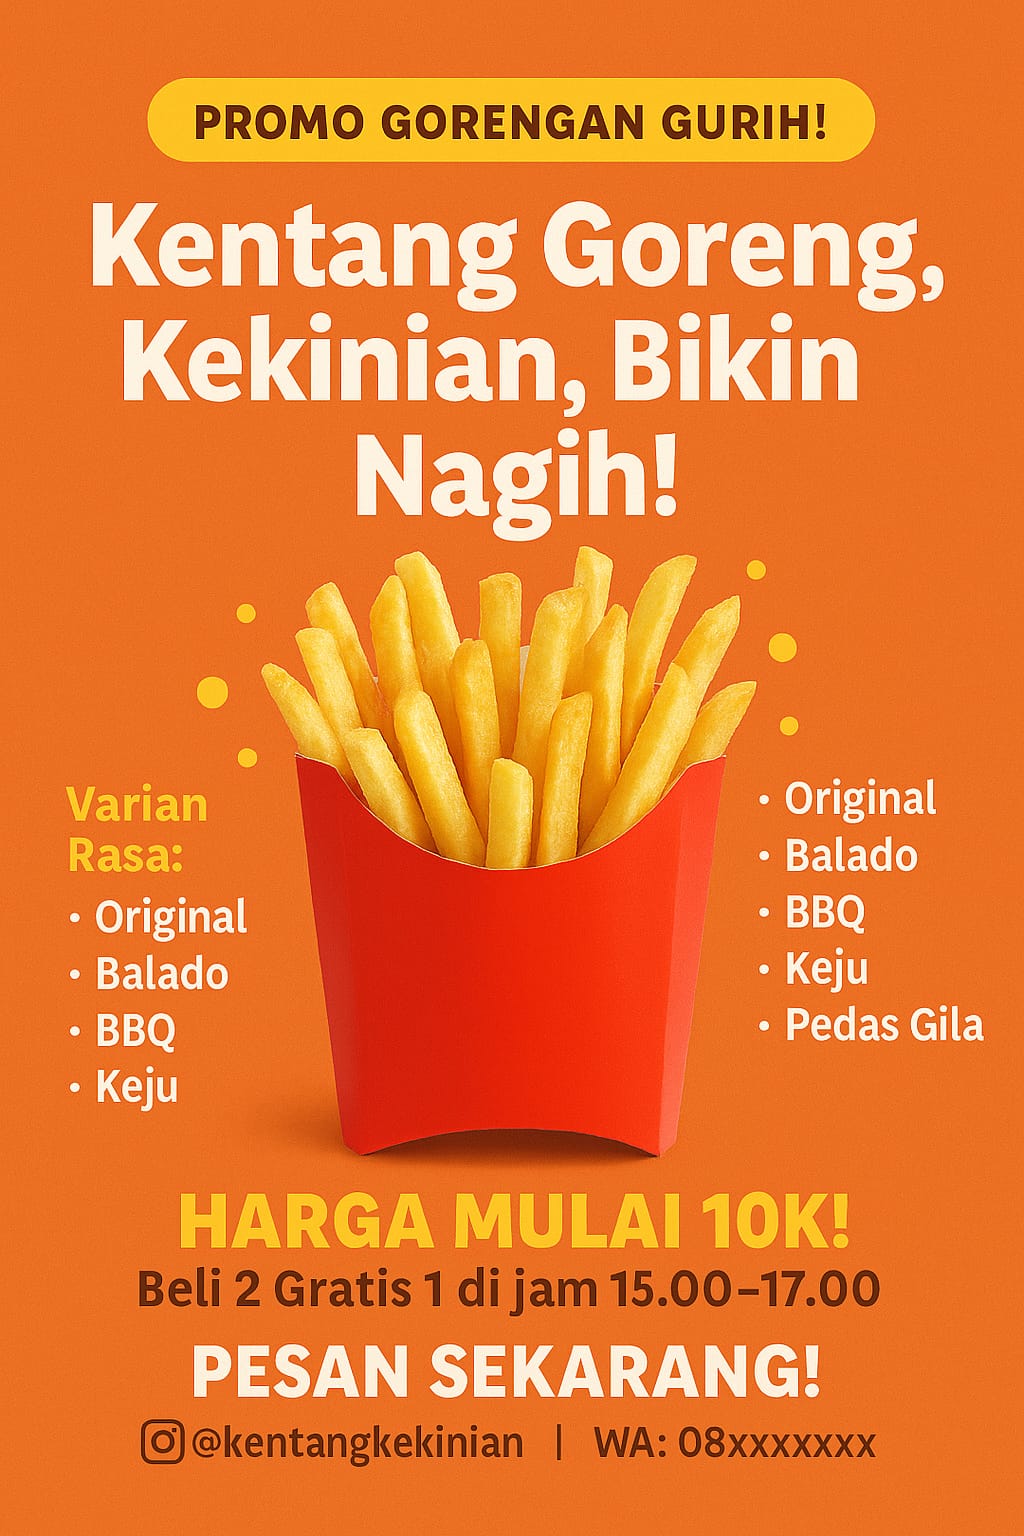 PROMO GORENGAN GURIH!
Kentang Goreng,
Kekinian, Bikin
Nagih!
Varian
Rasa:
• Original
• Balado
• BBQ
• Keju
• Original
• Balado
• BBQ
• Keju
• Pedas Gila
HARGA MULAI 10K!
Beli 2 Gratis 1 di jam 15.00–17.00
PESAN SEKARANG!
@kentangkekinian | WA: 08xxxxxxx